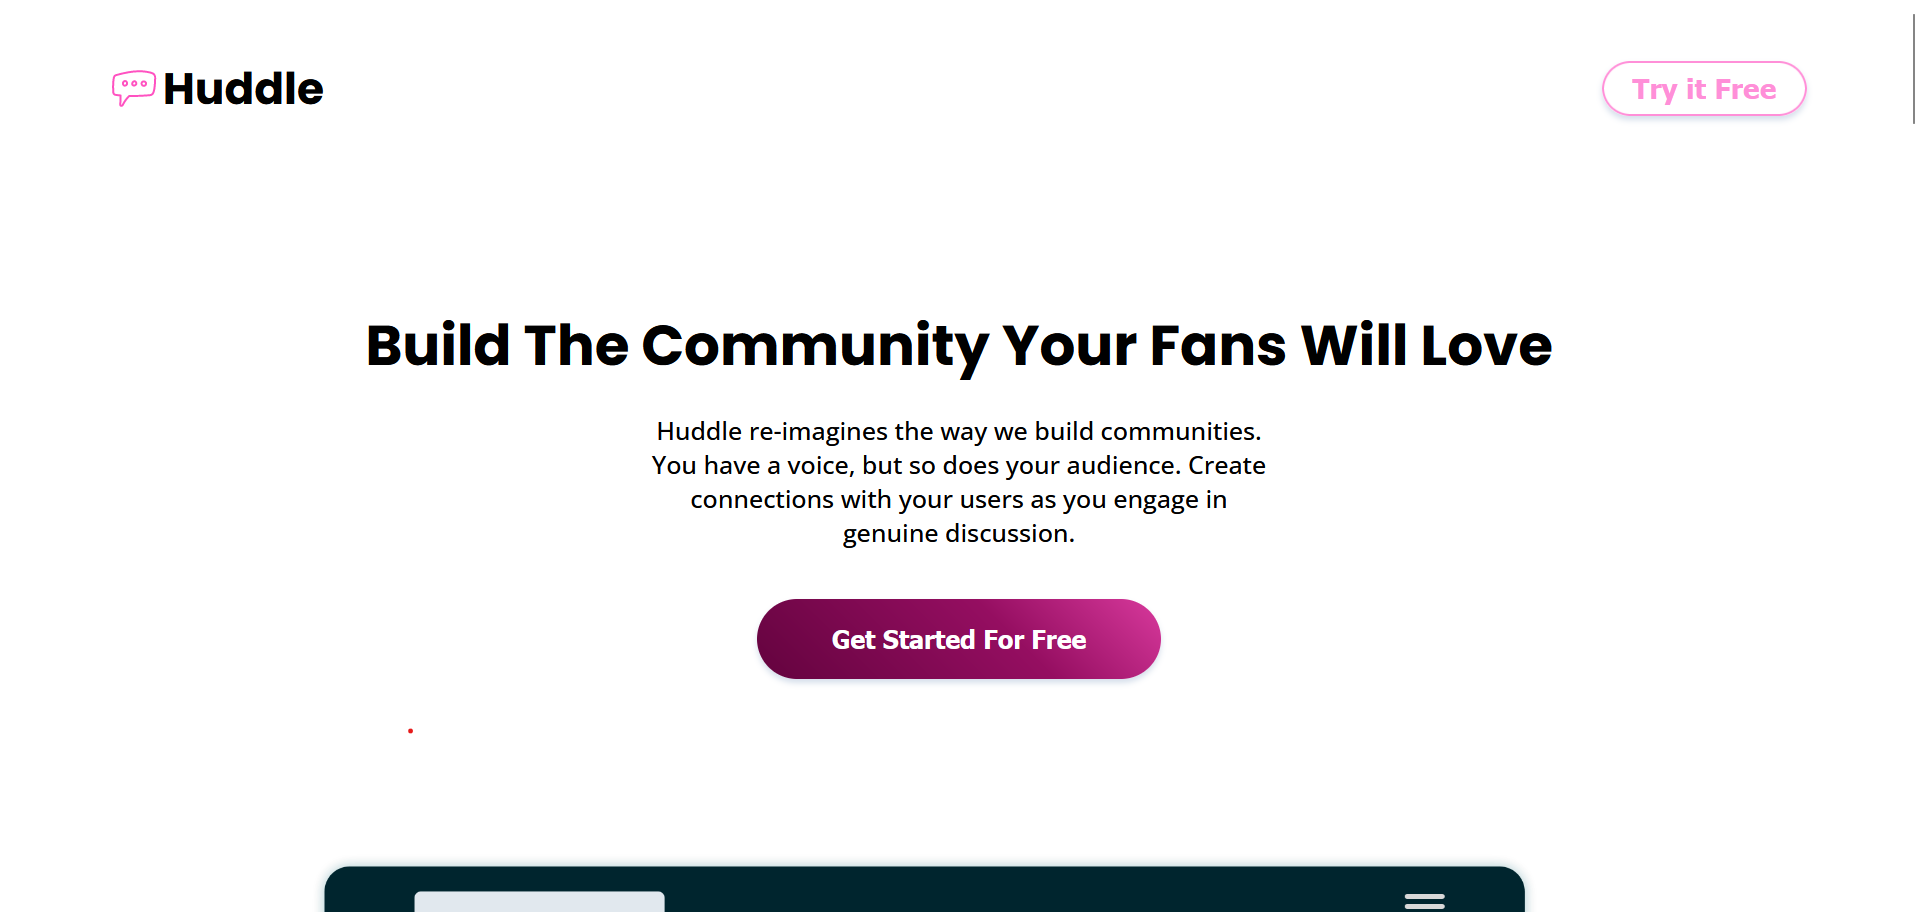 Huddle
Try it Free
Build The Community Your Fans Will Love
Huddle re-imagines the way we build communities.
You have a voice, but so does your audience. Create
connections with your users as you engage in
genuine discussion.
Get Started For Free